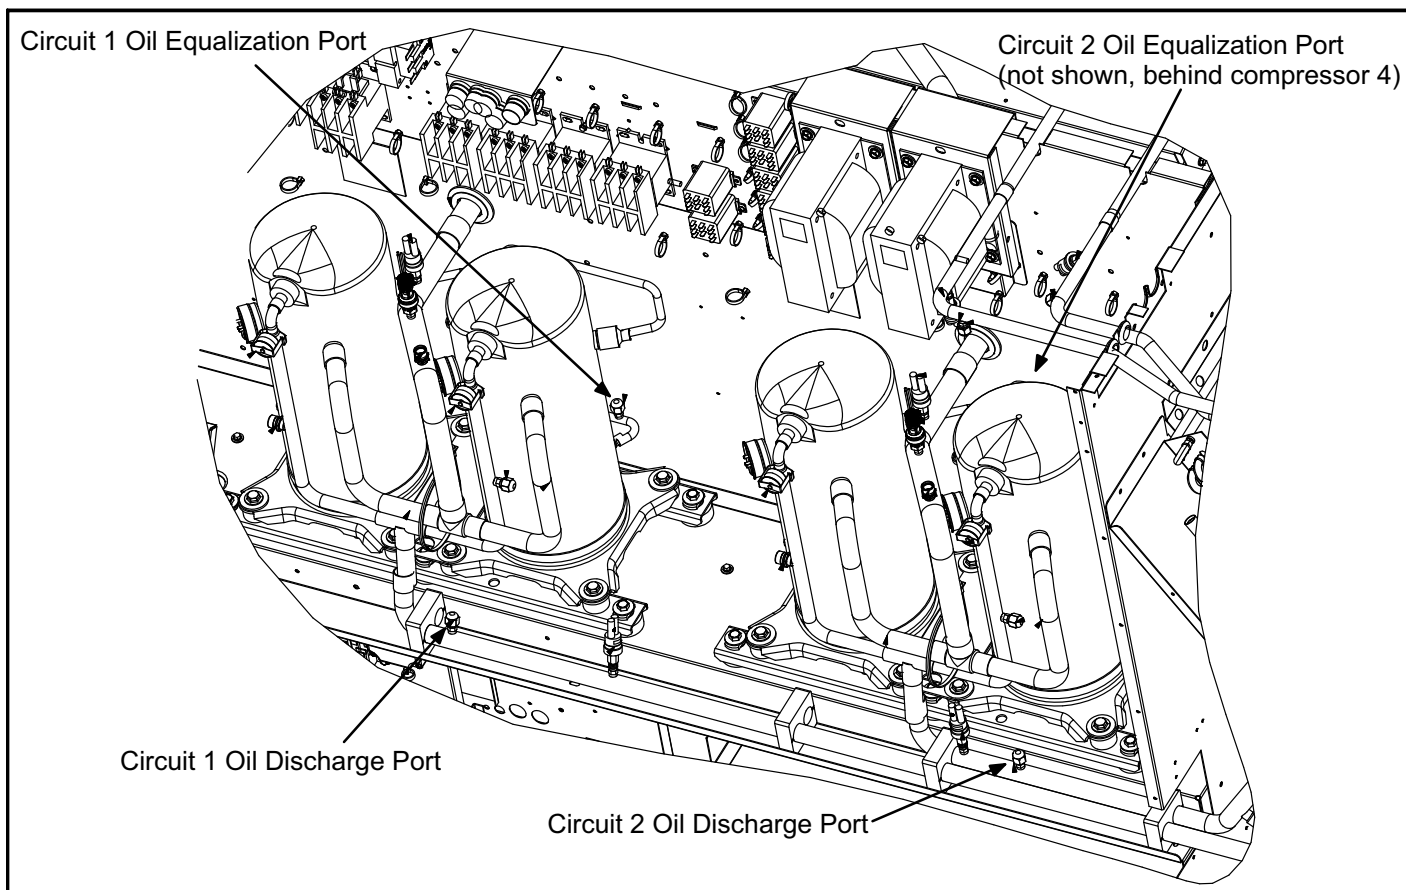 Circuit 1 Oil Equalization Port
Circuit 2 Oil Equalization Port
(not shown, behind compressor 4)
Circuit 1 Oil Discharge Port
Circuit 2 Oil Discharge Port